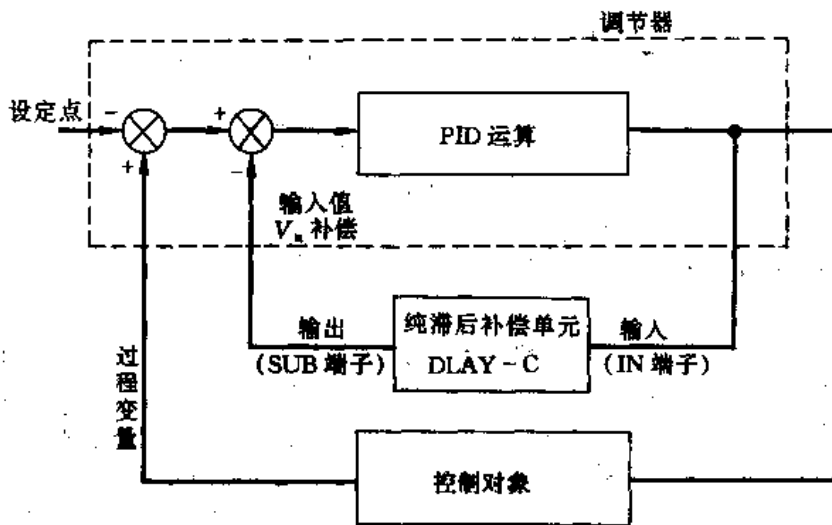 调节器
设定点
-
+
+
-
PID 运算
输入值
补偿
输出
(SUB 端子)
纯滞后补偿单元
DLAY-C
输入
(IN 端子)
过程变量
控制对象